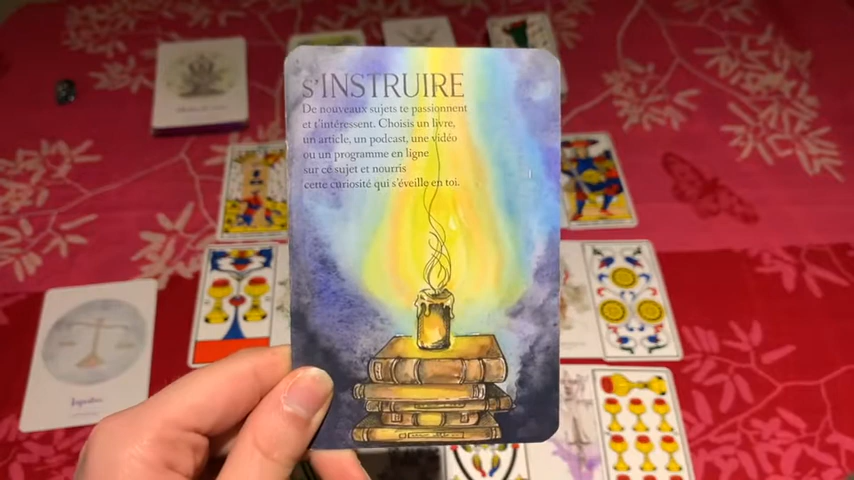 s'INSTRUIRE
De nouveaux sujets te passionnent
et t'intéressent. Choisis un livre,
un article, un podcast, une vidéo
ou un programme en ligne
sur ce sujet et nourris
cette curiosité qui s'éveille en toi.